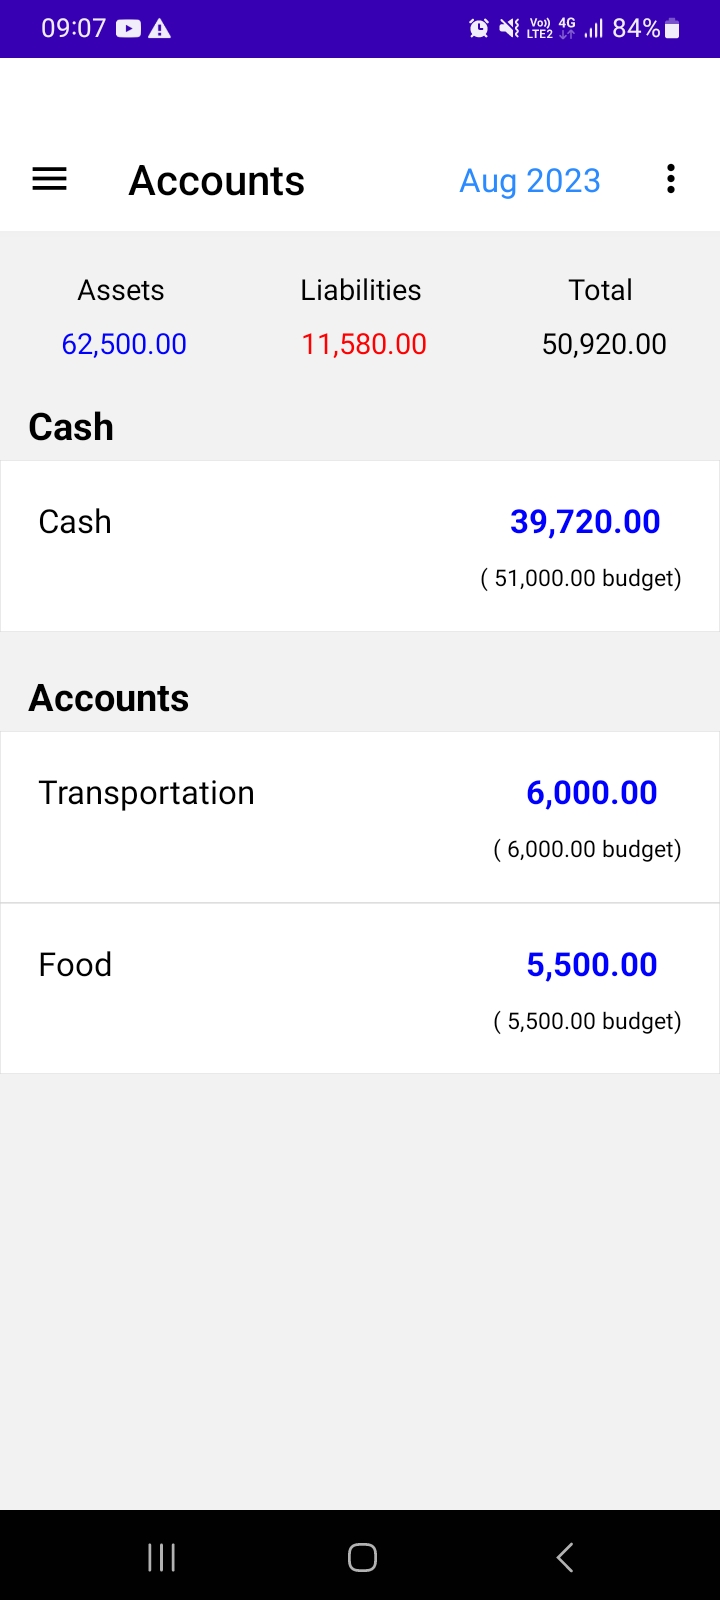 09:07 Vo)) LTE2 4G 84%
Accounts Aug 2023
Assets Liabilities Total
62,500.00 11,580.00 50,920.00
Cash
Cash 39,720.00
( 51,000.00 budget)
Accounts
Transportation 6,000.00
( 6,000.00 budget)
Food 5,500.00
( 5,500.00 budget)